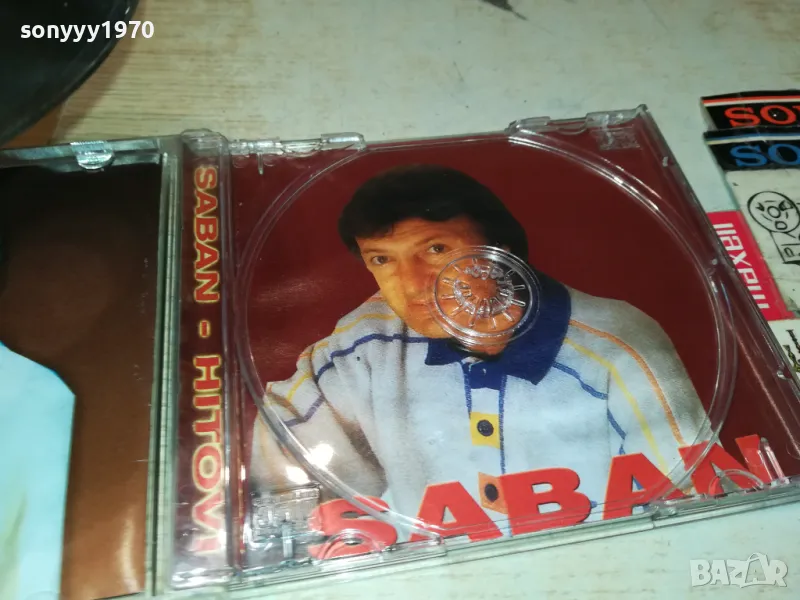 sonyyy1970
SABAN - HITOVI
SABAN
SO
SO
maxell
BAZAR